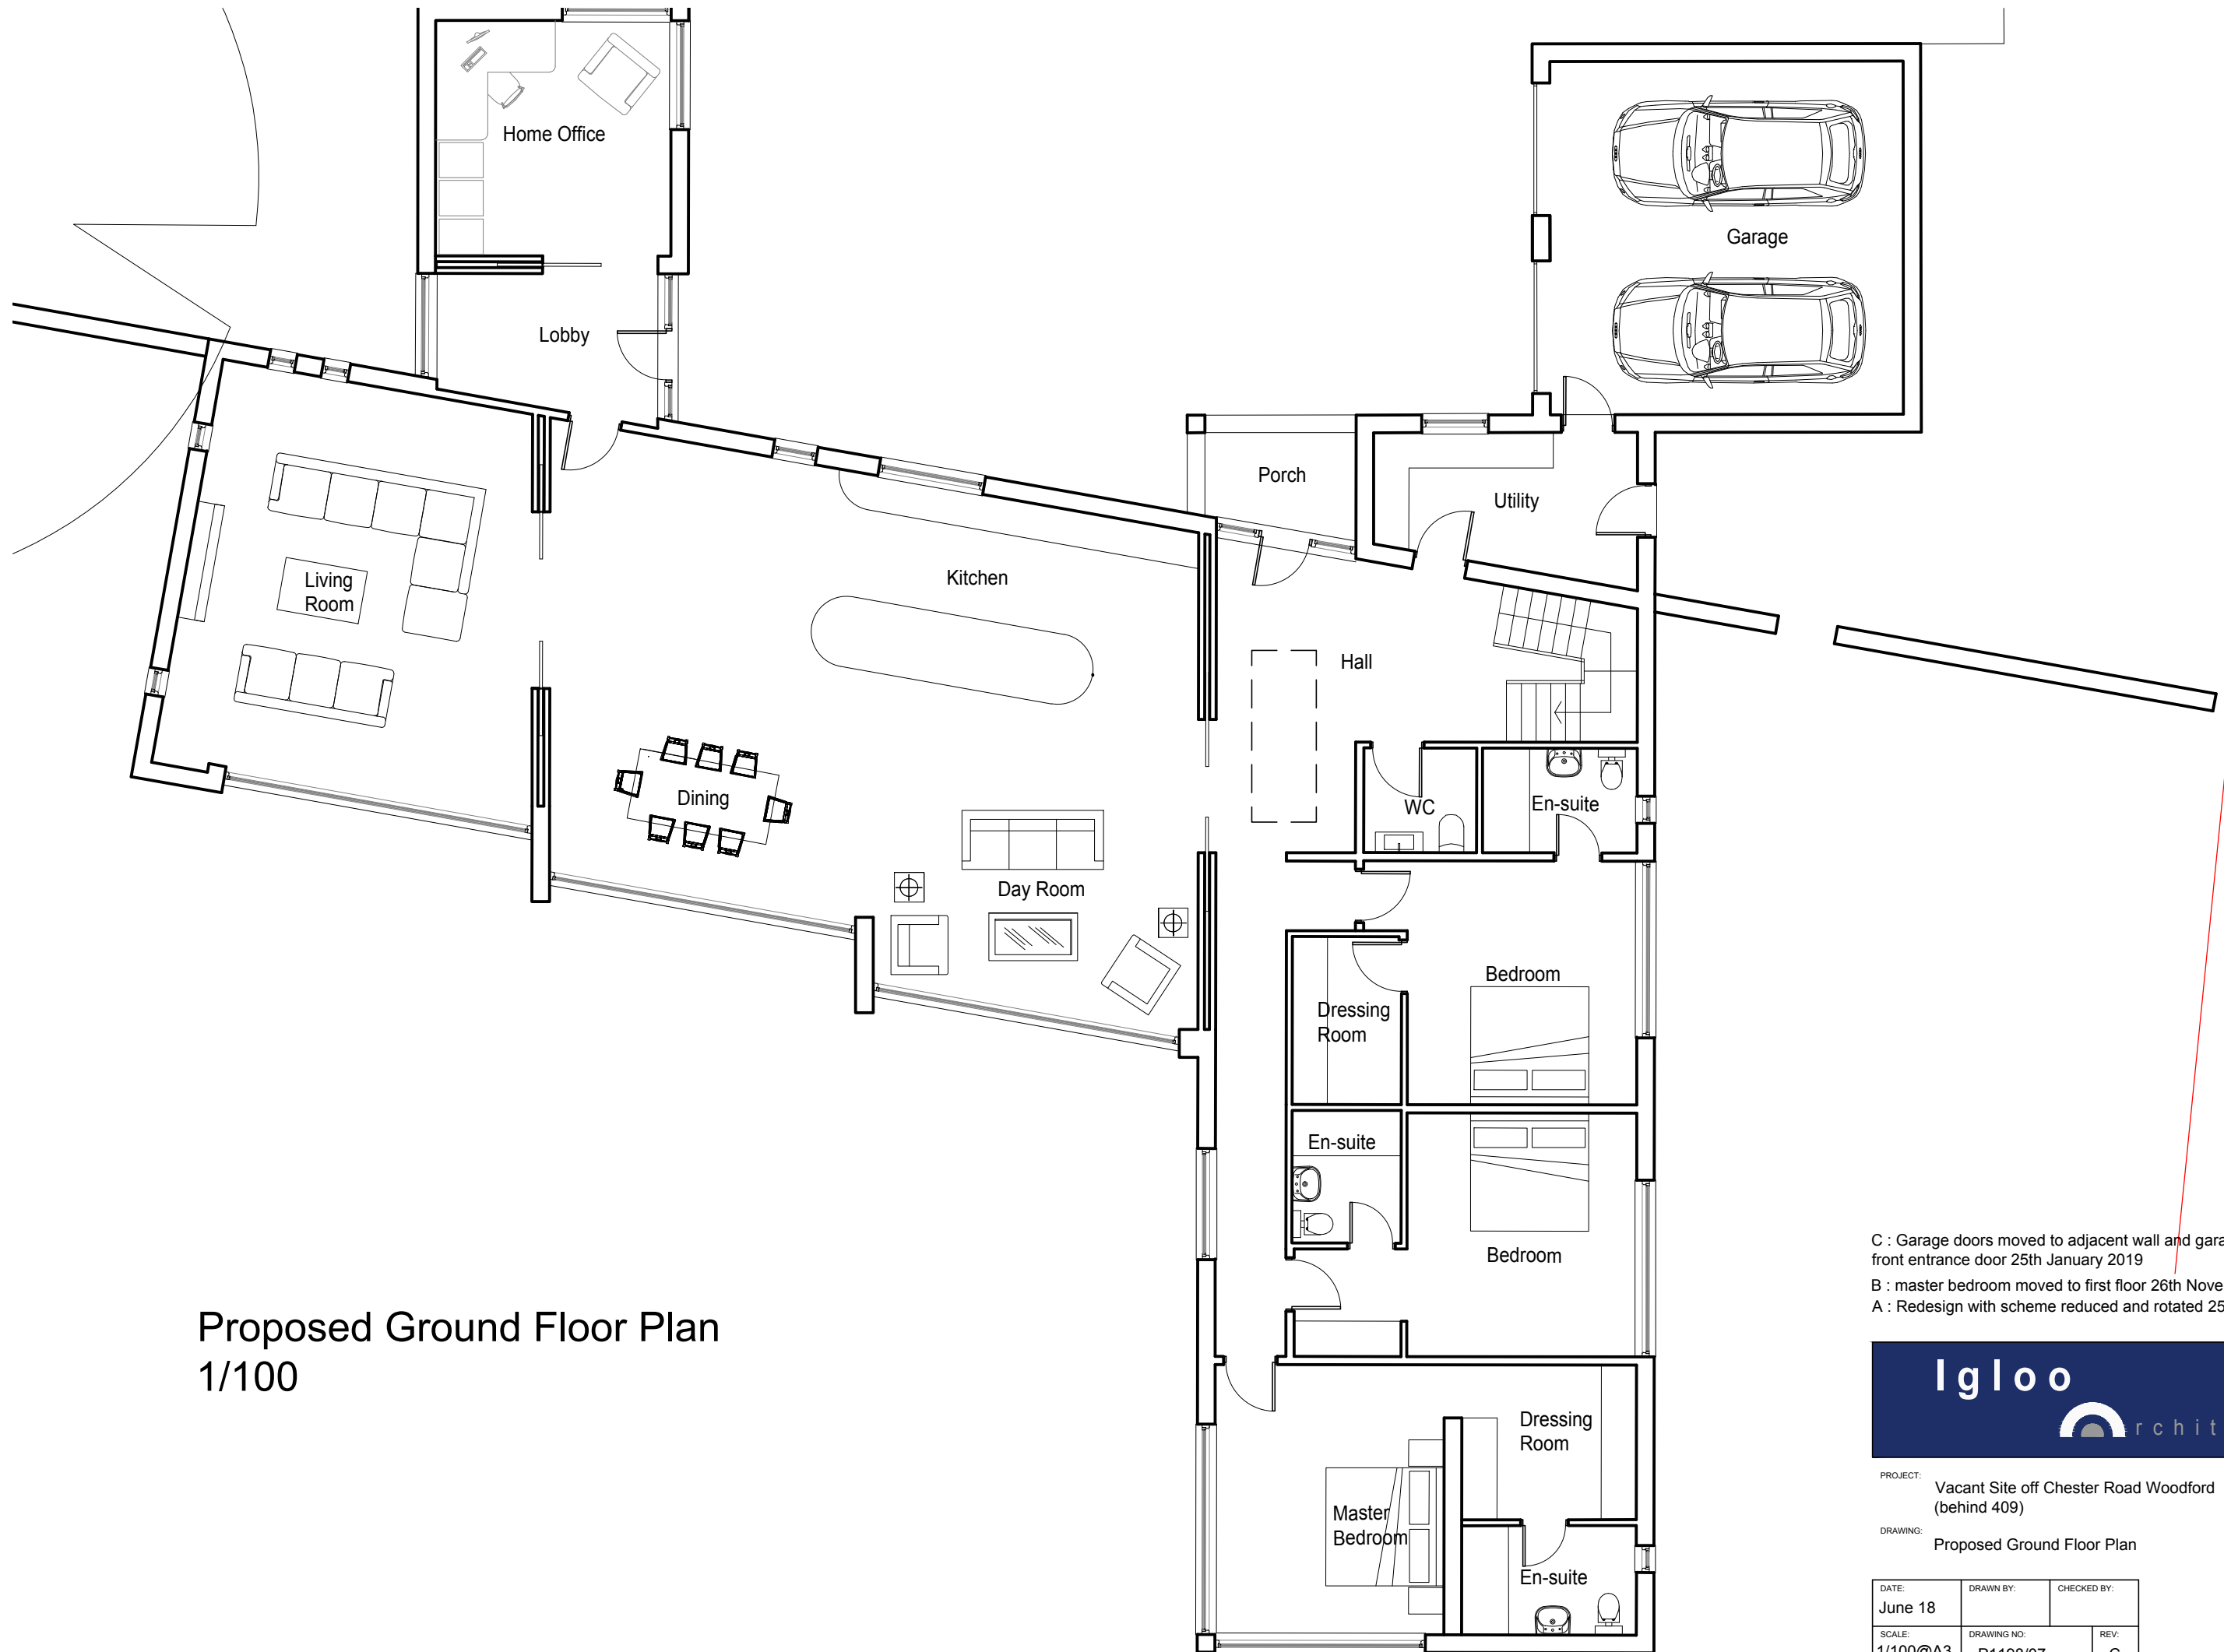 Home Office
Garage
Lobby
Porch
Utility
Living
Room
Kitchen
Hall
Dining
WC
En-suite
Day Room
Bedroom
Dressing
Room
En-suite
Bedroom
Dressing
Room
Master
Bedroom
En-suite
Proposed Ground Floor Plan
1/100
C : Garage doors moved to adjacent wall and gara
front entrance door 25th January 2019
B : master bedroom moved to first floor 26th Nove
A : Redesign with scheme reduced and rotated 25
Igloo
rchit
PROJECT:
Vacant Site off Chester Road Woodford
(behind 409)
DRAWING:
Proposed Ground Floor Plan
DATE: DRAWN BY: CHECKED BY:
June 18
SCALE: DRAWING NO: REV:
1/100@A3